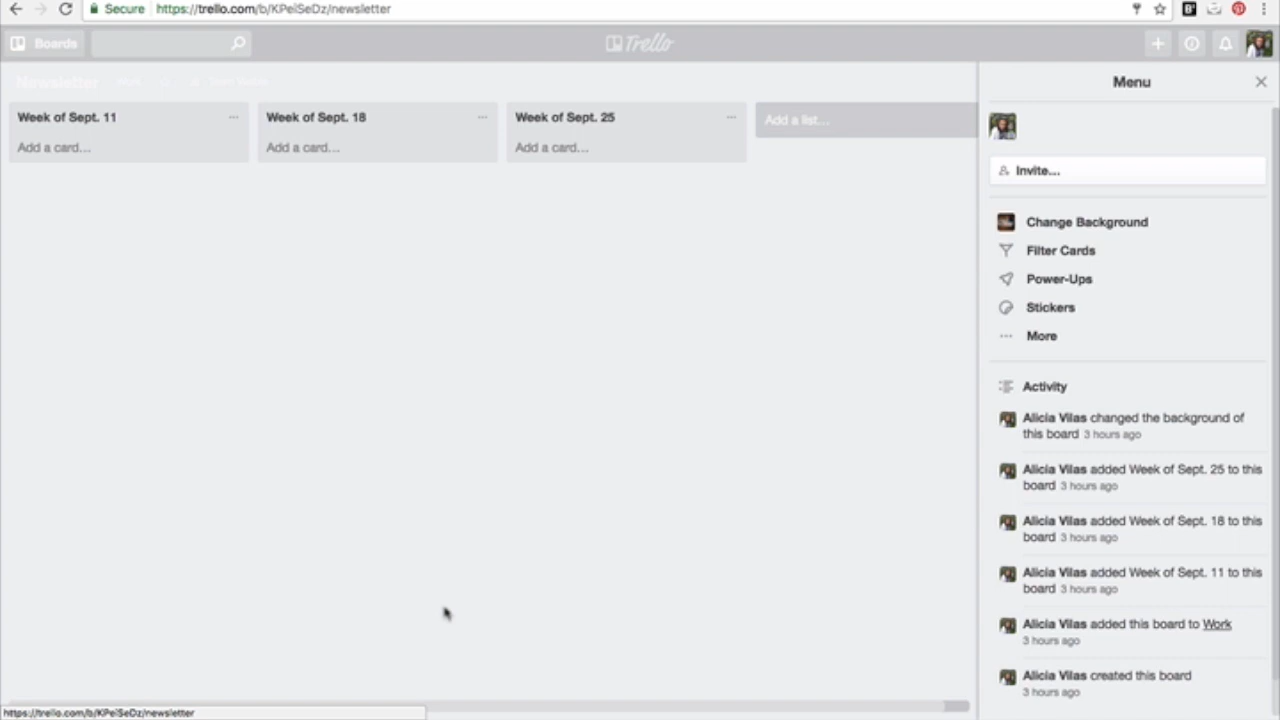 Secure https://trello.com/b/KPeiSeDz/newsletter
Boards
Trello
Newsletter
Week of Sept. 11
Add a card...
Week of Sept. 18
Add a card...
Week of Sept. 25
Add a card...
Add a list...
Menu
Invite...
Change Background
Filter Cards
Power-Ups
Stickers
More
Activity
Alicia Vilas changed the background of
this board 3 hours ago
Alicia Vilas added Week of Sept. 25 to this
board 3 hours ago
Alicia Vilas added Week of Sept. 18 to this
board 3 hours ago
Alicia Vilas added Week of Sept. 11 to this
board 3 hours ago
Alicia Vilas added this board to Work
3 hours ago
Alicia Vilas created this board
3 hours ago
https://trello.com/b/KPeiSeDz/newsletter